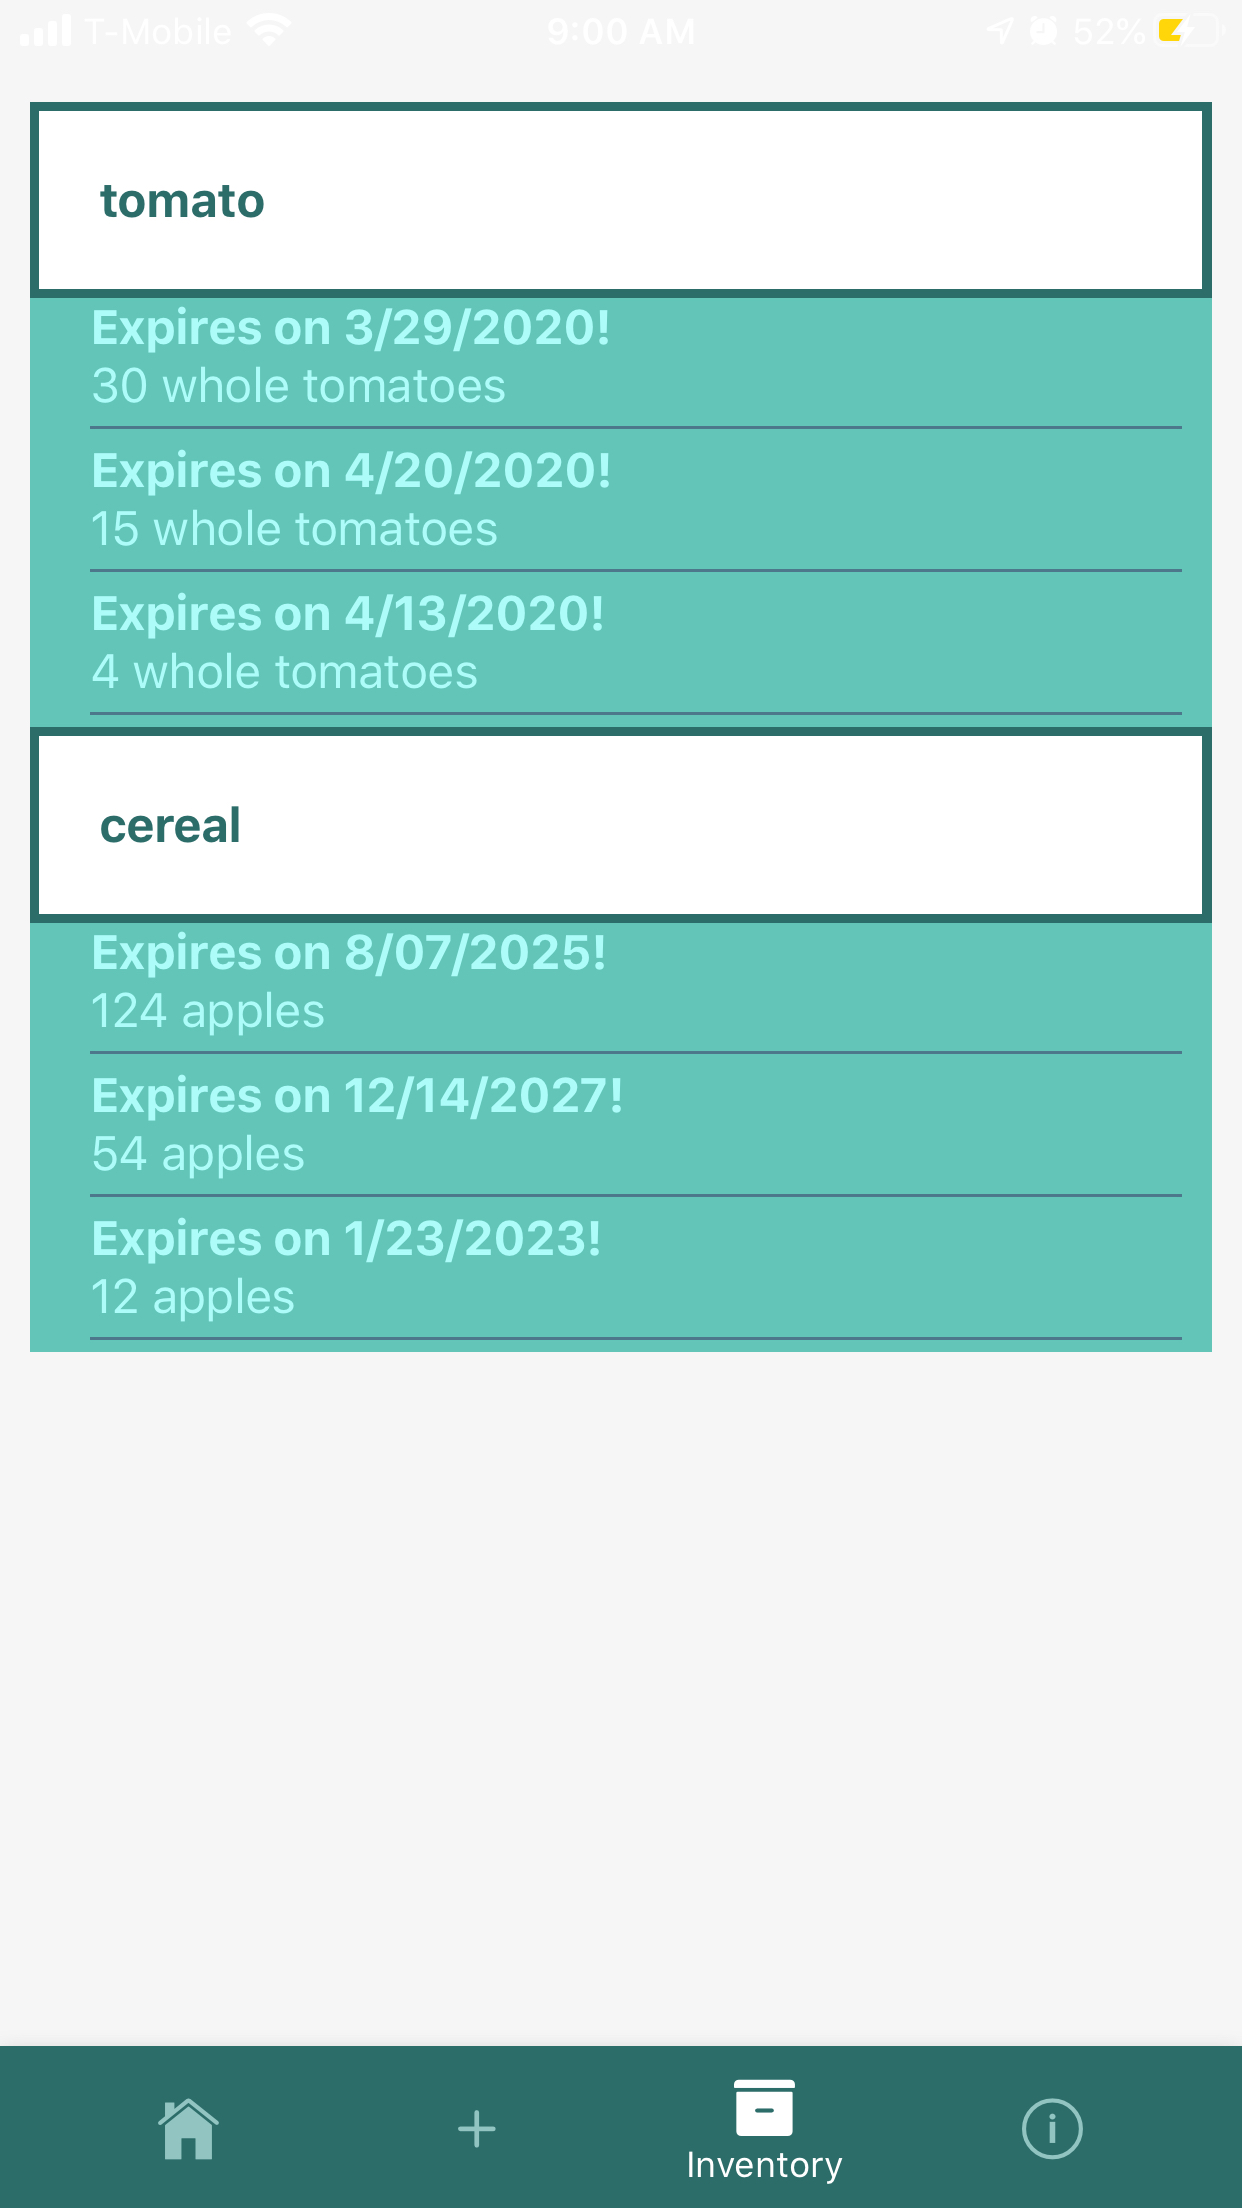 T-Mobile 9:00 AM 52%
tomato
Expires on 3/29/2020!
30 whole tomatoes
Expires on 4/20/2020!
15 whole tomatoes
Expires on 4/13/2020!
4 whole tomatoes
cereal
Expires on 8/07/2025!
124 apples
Expires on 12/14/2027!
54 apples
Expires on 1/23/2023!
12 apples
Inventory